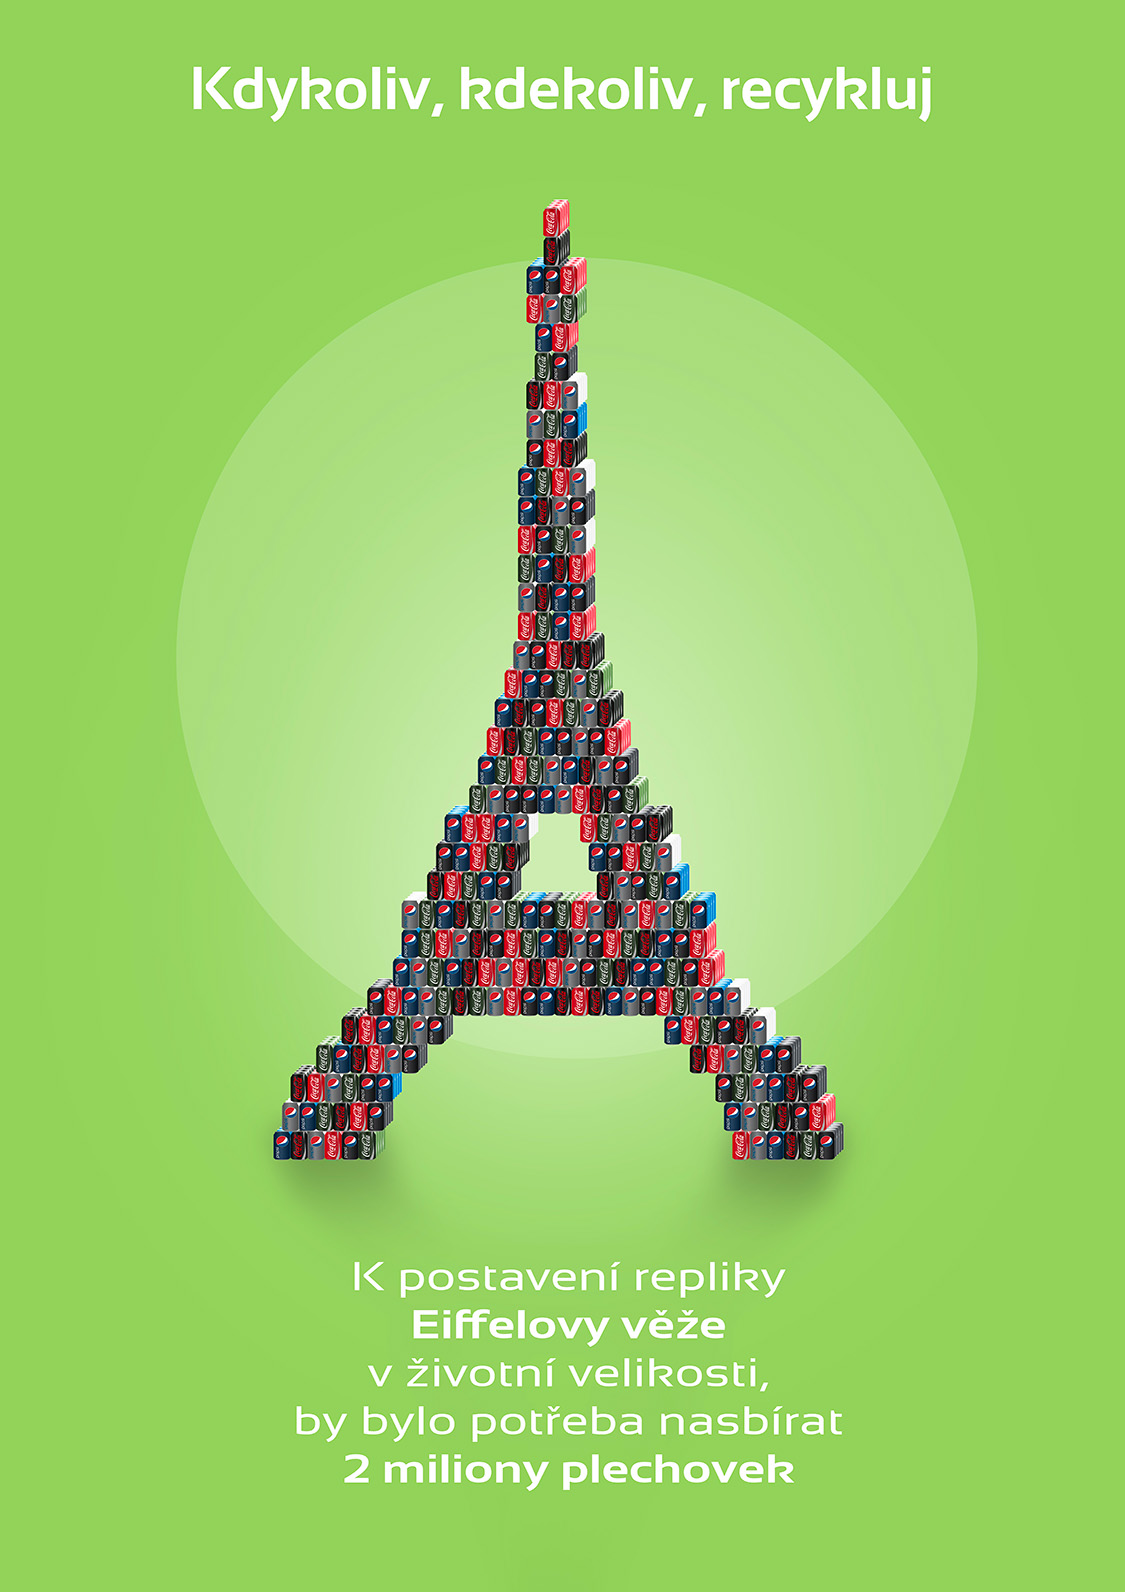 Kdykoliv, kdekoliv, recykluj
K postavení repliky
Eiffelovy věže
v životní velikosti,
by bylo potřeba nasbírat
2 miliony plechovek